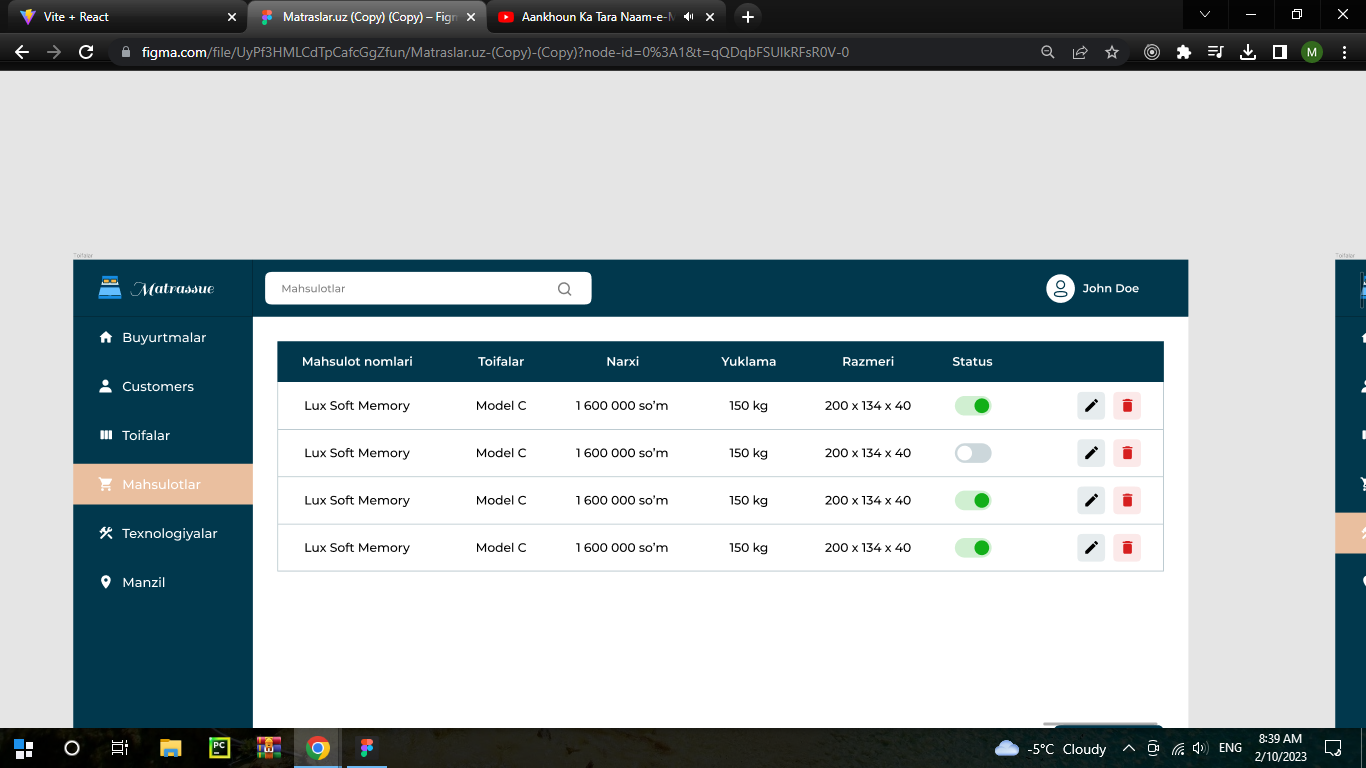 Vite + React
Matraslar.uz (Copy) (Copy) – Figm
Aankhoun Ka Tara Naam-e-M
figma.com/file/UyPf3HMLCdTpCafcGgZfun/Matraslar.uz-(Copy)-(Copy)?node-id=0%3A1&t=qQDqbFSUIkRFsR0V-0
M
Toifalar
Toifalar
Matrassue
Mahsulotlar
John Doe
Buyurtmalar
Customers
Toifalar
Mahsulotlar
Texnologiyalar
Manzil
Mahsulot nomlari Toifalar Narxi Yuklama Razmeri Status
Lux Soft Memory Model C 1 600 000 so’m 150 kg 200 x 134 x 40
Lux Soft Memory Model C 1 600 000 so’m 150 kg 200 x 134 x 40
Lux Soft Memory Model C 1 600 000 so’m 150 kg 200 x 134 x 40
Lux Soft Memory Model C 1 600 000 so’m 150 kg 200 x 134 x 40
PC
-5°C Cloudy
ENG
8:39 AM
2/10/2023